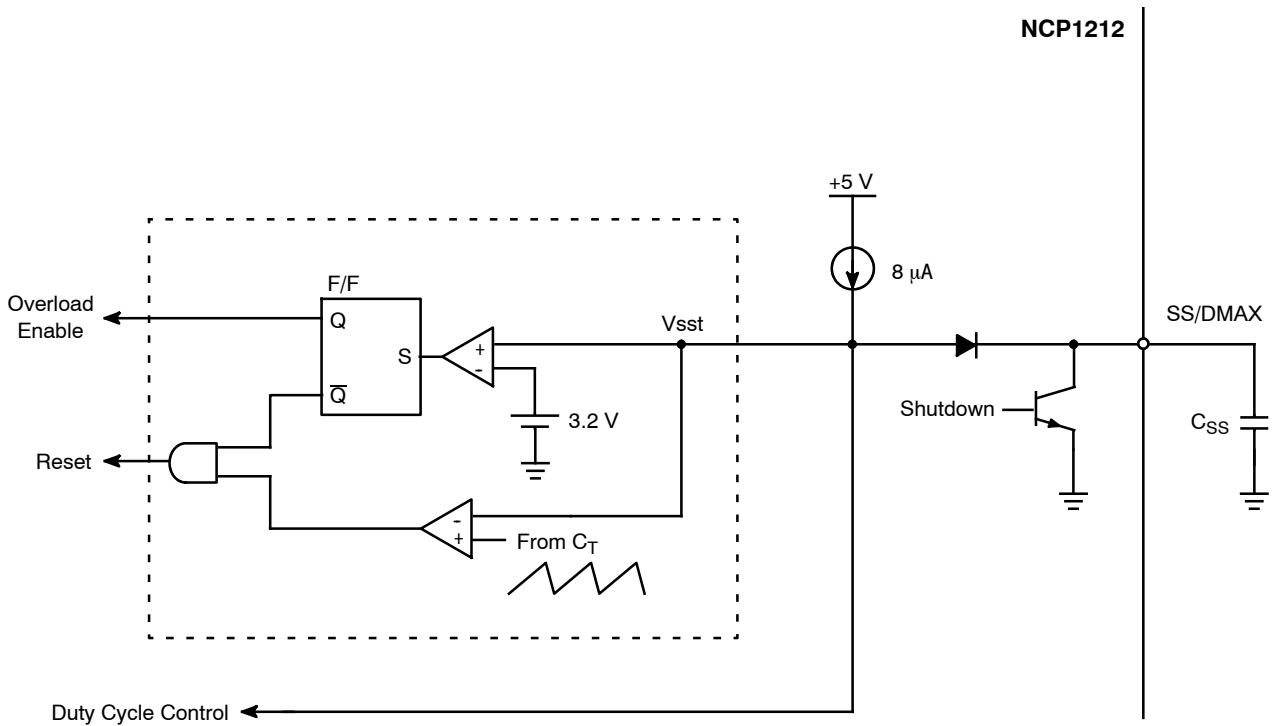 NCP1212
+5 V
8 μA
SS/DMAX
F/F
Overload
Enable
Q
Vsst
S
+
-
Q̅
3.2 V
Shutdown
CSS
Reset
-
+
From CT
Duty Cycle Control